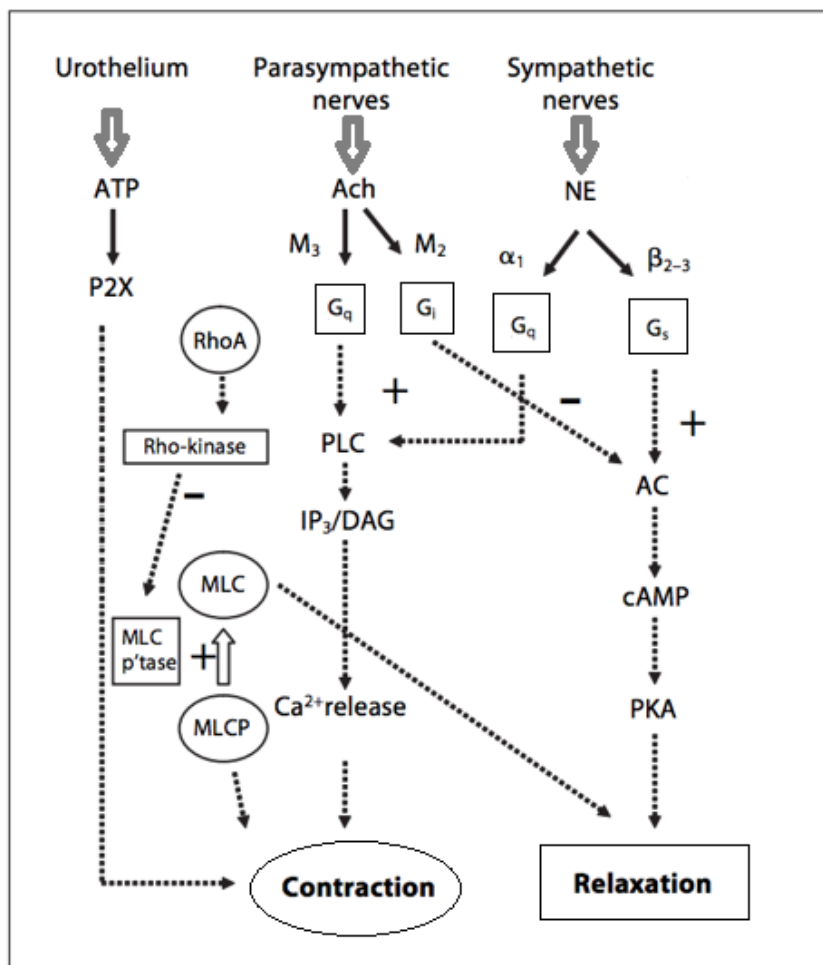 Urothelium
Parasympathetic
nerves
Sympathetic
nerves
ATP
Ach
NE
M₃
M₂
α₁
β₂₋₃
P2X
Gq
Gi
Gq
Gs
RhoA
+
−
+
Rho-kinase
PLC
AC
−
IP₃/DAG
MLC
cAMP
MLC
p'tase
+
MLCP
Ca²⁺release
PKA
Contraction
Relaxation